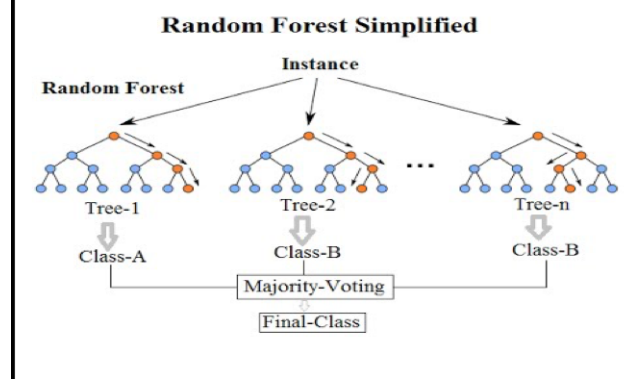 Random Forest Simplified
Instance
Random Forest
...
Tree-1
Tree-2
Tree-n
Class-A
Class-B
Class-B
Majority-Voting
Final-Class